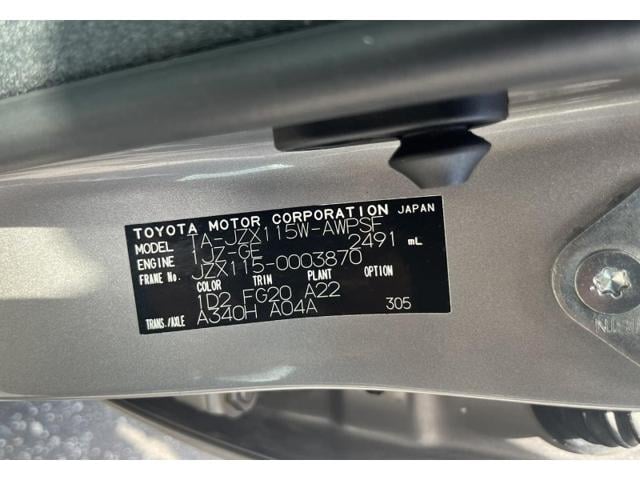 TOYOTA MOTOR CORPORATION JAPAN
MODEL TA-JZX115W-AWPSF
ENGINE 1JZ-GE 2491 mL
FRAME No. JZX115-0003870
COLOR TRIM PLANT OPTION
1D2 FG20 A22
TRANS./AXLE A340H A04A 305